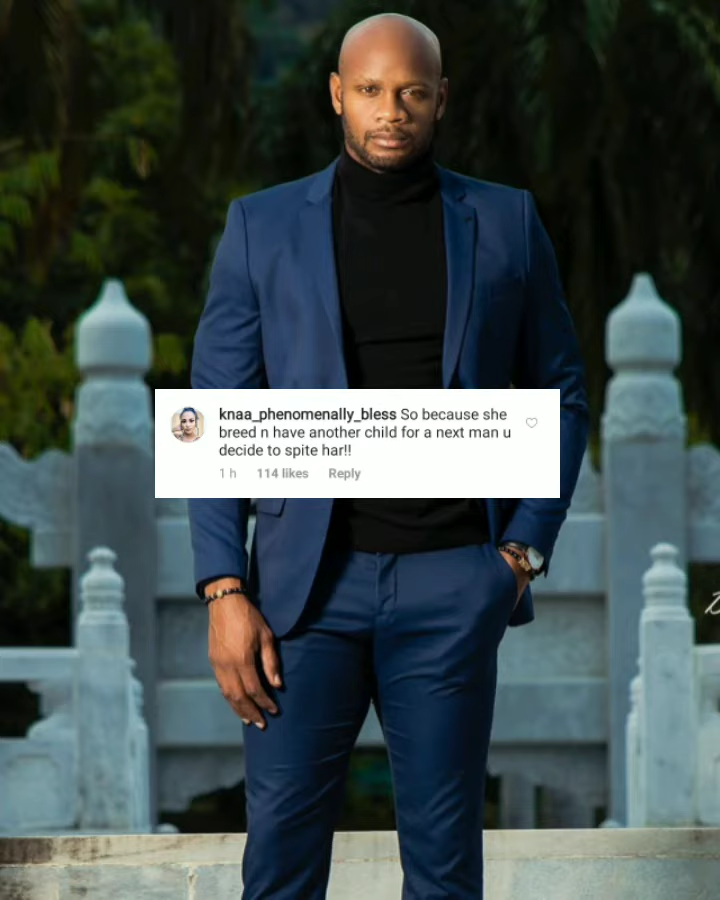 knaa_phenomenally_bless So because she
breed n have another child for a next man u
decide to spite har!!
1 h 114 likes Reply